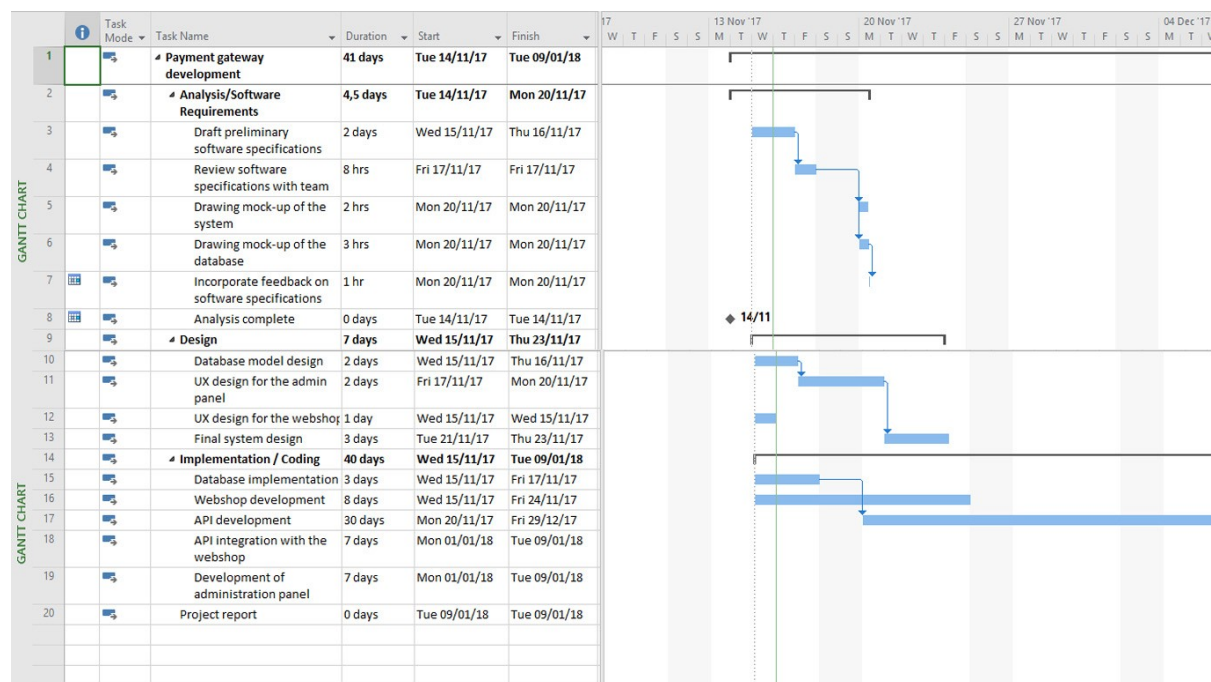 17 13 Nov '17 20 Nov '17 27 Nov '17 04 Dec '17
Task Mode Task Name Duration Start Finish W T F S S M T W T F S S M T W T F S S M T W T F S S M T
1 Payment gateway development 41 days Tue 14/11/17 Tue 09/01/18
2 Analysis/Software Requirements 4,5 days Tue 14/11/17 Mon 20/11/17
3 Draft preliminary software specifications 2 days Wed 15/11/17 Thu 16/11/17
4 Review software specifications with team 8 hrs Fri 17/11/17 Fri 17/11/17
5 Drawing mock-up of the system 2 hrs Mon 20/11/17 Mon 20/11/17
6 Drawing mock-up of the database 3 hrs Mon 20/11/17 Mon 20/11/17
7 Incorporate feedback on software specifications 1 hr Mon 20/11/17 Mon 20/11/17
8 Analysis complete 0 days Tue 14/11/17 Tue 14/11/17 14/11
9 Design 7 days Wed 15/11/17 Thu 23/11/17
10 Database model design 2 days Wed 15/11/17 Thu 16/11/17
11 UX design for the admin panel 2 days Fri 17/11/17 Mon 20/11/17
12 UX design for the webshop 1 day Wed 15/11/17 Wed 15/11/17
13 Final system design 3 days Tue 21/11/17 Thu 23/11/17
14 Implementation / Coding 40 days Wed 15/11/17 Tue 09/01/18
15 Database implementation 3 days Wed 15/11/17 Fri 17/11/17
16 Webshop development 8 days Wed 15/11/17 Fri 24/11/17
17 API development 30 days Mon 20/11/17 Fri 29/12/17
18 API integration with the webshop 7 days Mon 01/01/18 Tue 09/01/18
19 Development of administration panel 7 days Mon 01/01/18 Tue 09/01/18
20 Project report 0 days Tue 09/01/18 Tue 09/01/18
GANTT CHART
GANTT CHART